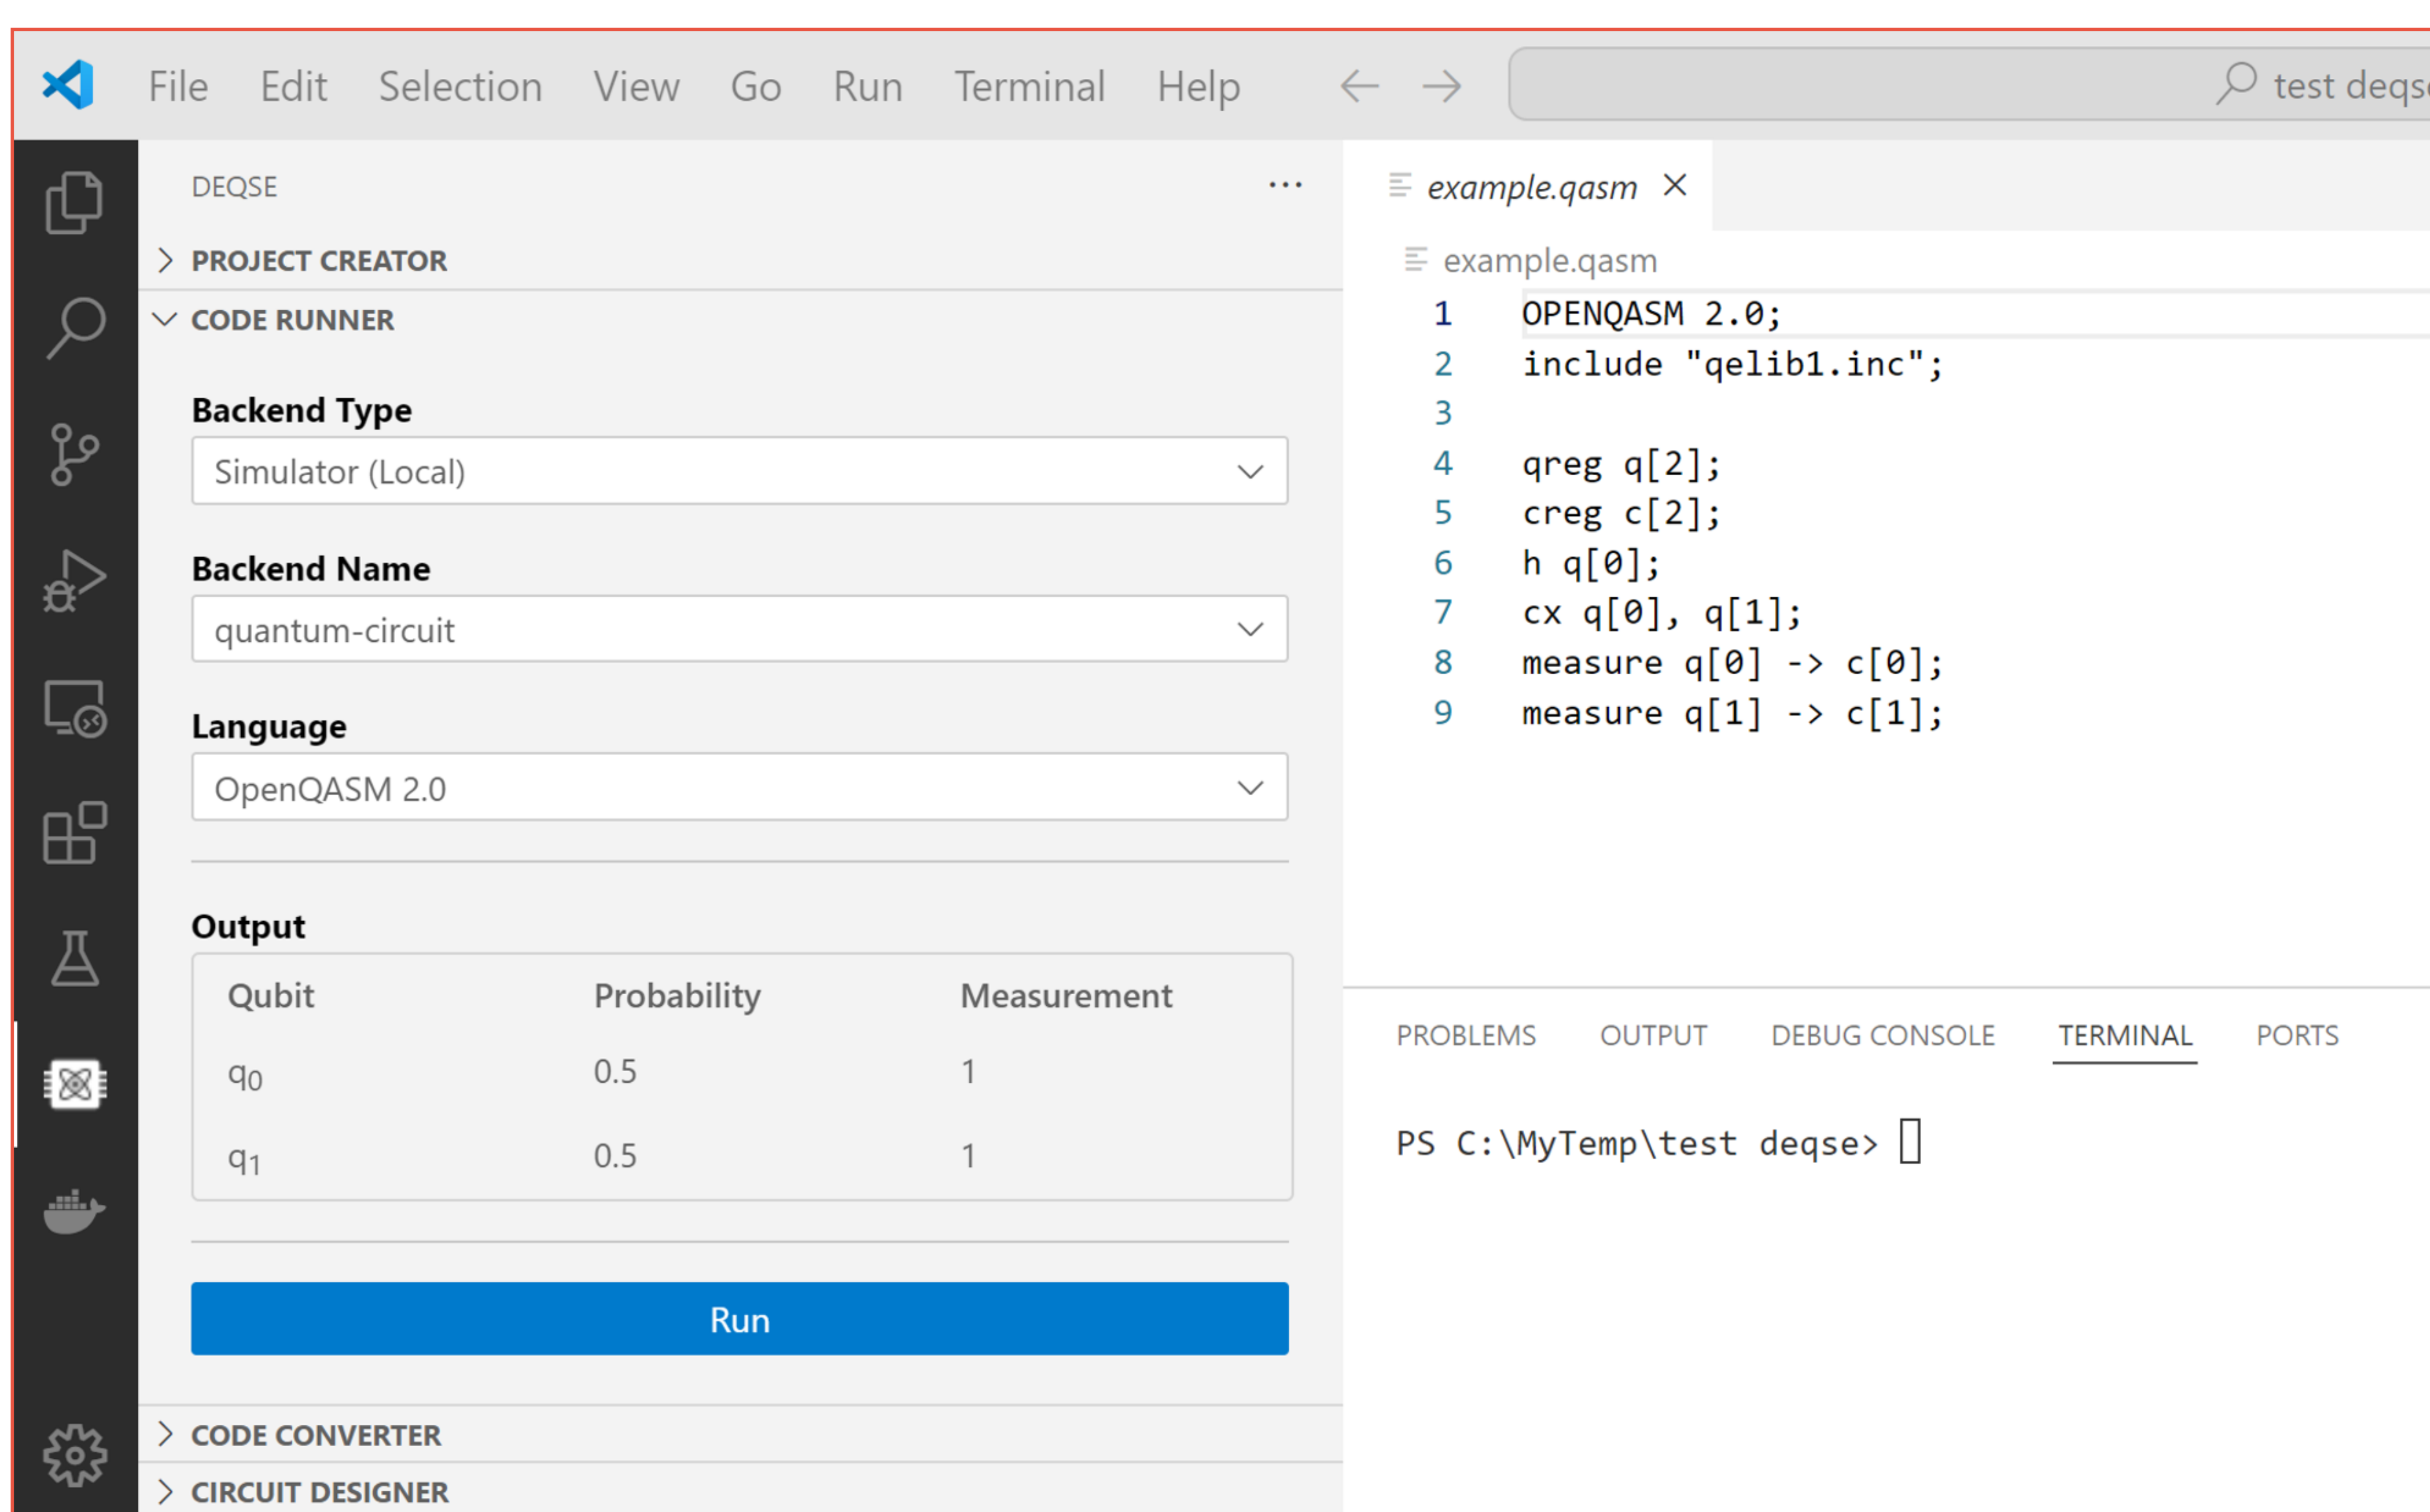 File Edit Selection View Go Run Terminal Help
test deqse
DEQSE
PROJECT CREATOR
CODE RUNNER
Backend Type
Simulator (Local)
Backend Name
quantum-circuit
Language
OpenQASM 2.0
Output
Qubit Probability Measurement
q0 0.5 1
q1 0.5 1
Run
CODE CONVERTER
CIRCUIT DESIGNER
example.qasm
example.qasm
1 OPENQASM 2.0;
2 include "qelib1.inc";
3
4 qreg q[2];
5 creg c[2];
6 h q[0];
7 cx q[0], q[1];
8 measure q[0] -> c[0];
9 measure q[1] -> c[1];
PROBLEMS OUTPUT DEBUG CONSOLE TERMINAL PORTS
PS C:\MyTemp\test deqse>